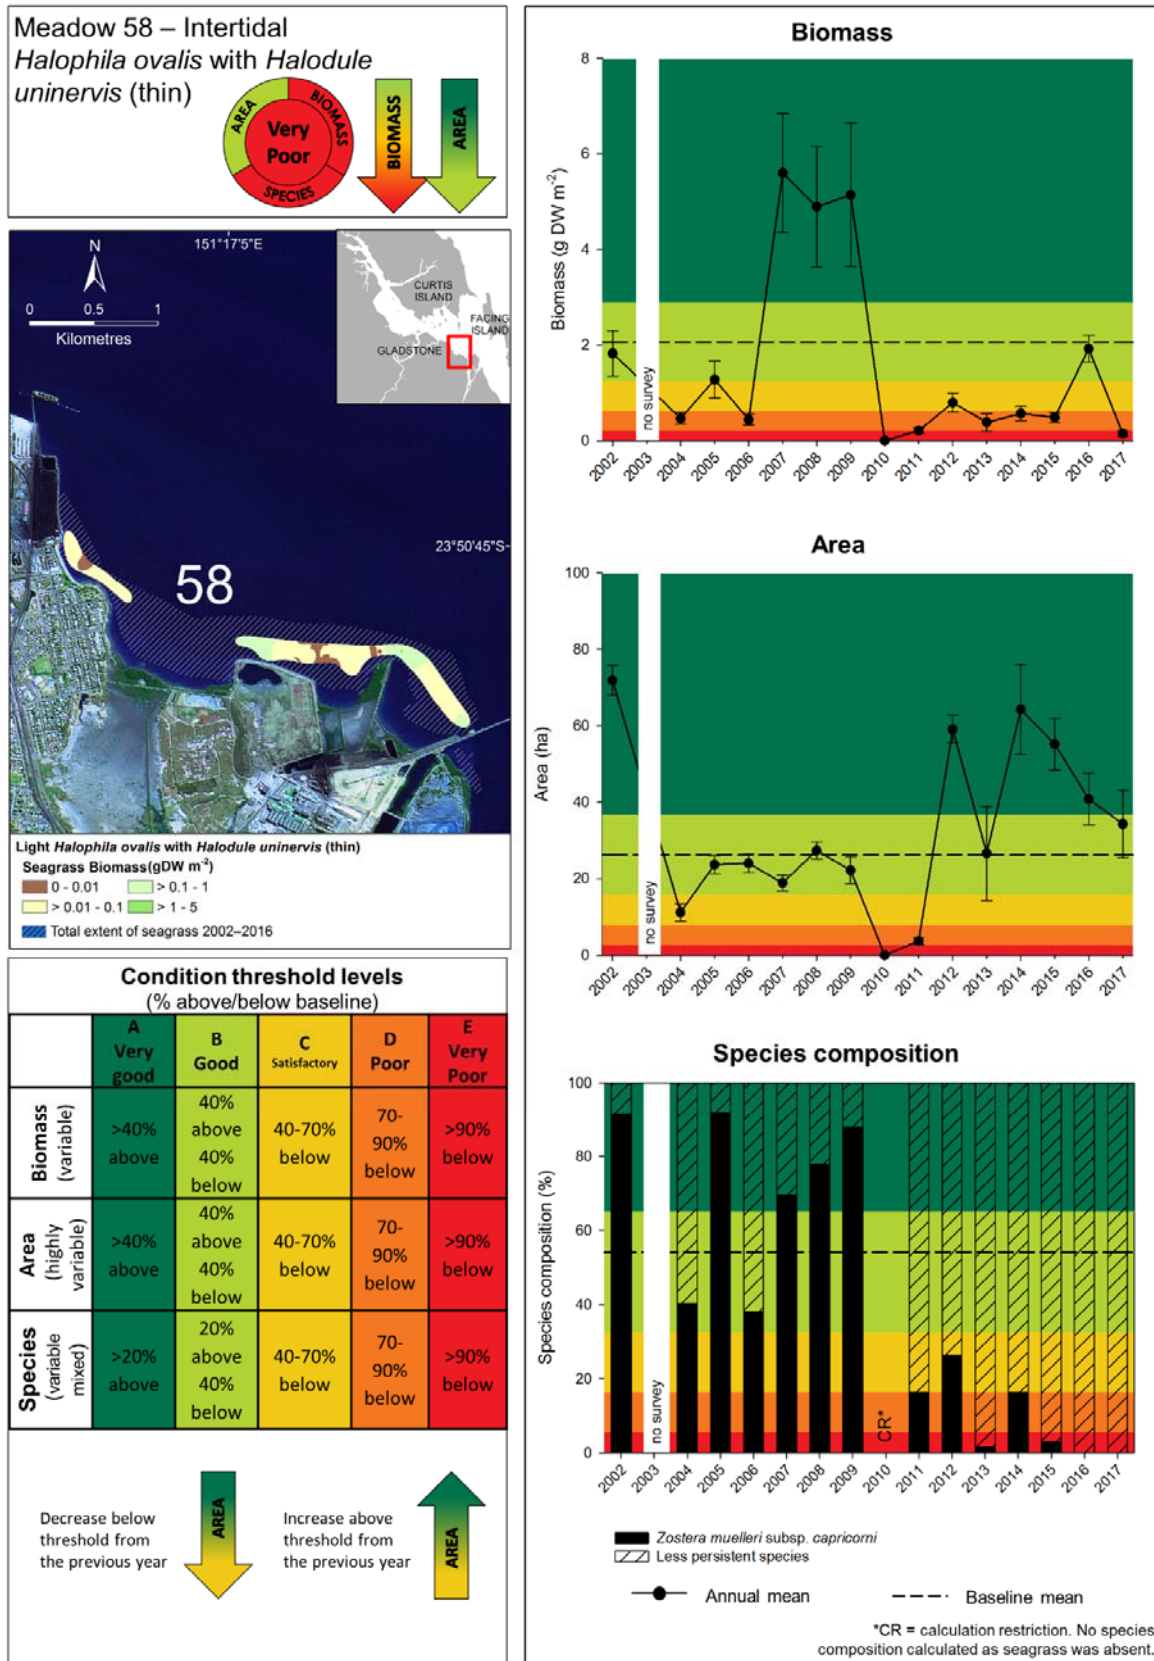 Meadow 58 – Intertidal
Halophila ovalis with Halodule
uninervis (thin)
AREA
BIOMASS
SPECIES
Very
Poor
BIOMASS
AREA
151°17'5"E
N
0 0.5 1
Kilometres
CURTIS
ISLAND
FACING
ISLAND
GLADSTONE
23°50'45"S
58
Light Halophila ovalis with Halodule uninervis (thin)
Seagrass Biomass(gDW m-2)
0 - 0.01 > 0.1 - 1
> 0.01 - 0.1 > 1 - 5
Total extent of seagrass 2002–2016
Condition threshold levels
(% above/below baseline)
A
Very
good
B
Good
C
Satisfactory
D
Poor
E
Very
Poor
Biomass
(variable)
>40%
above
40%
above
40%
below
40-70%
below
70-
90%
below
>90%
below
Area
(highly
variable)
>40%
above
40%
above
40%
below
40-70%
below
70-
90%
below
>90%
below
Species
(variable
mixed)
>20%
above
20%
above
40%
below
40-70%
below
70-
90%
below
>90%
below
Decrease below
threshold from
the previous year
AREA
Increase above
threshold from
the previous year
AREA
Biomass
Biomass (g DW m-2)
8
6
4
2
0
no survey
2002 2003 2004 2005 2006 2007 2008 2009 2010 2011 2012 2013 2014 2015 2016 2017
Area
Area (ha)
100
80
60
40
20
0
no survey
2002 2003 2004 2005 2006 2007 2008 2009 2010 2011 2012 2013 2014 2015 2016 2017
Species composition
Species composition (%)
100
80
60
40
20
0
no survey
CR*
2002 2003 2004 2005 2006 2007 2008 2009 2010 2011 2012 2013 2014 2015 2016 2017
Zostera muelleri subsp. capricorni
Less persistent species
Annual mean Baseline mean
*CR = calculation restriction. No species
composition calculated as seagrass was absent.